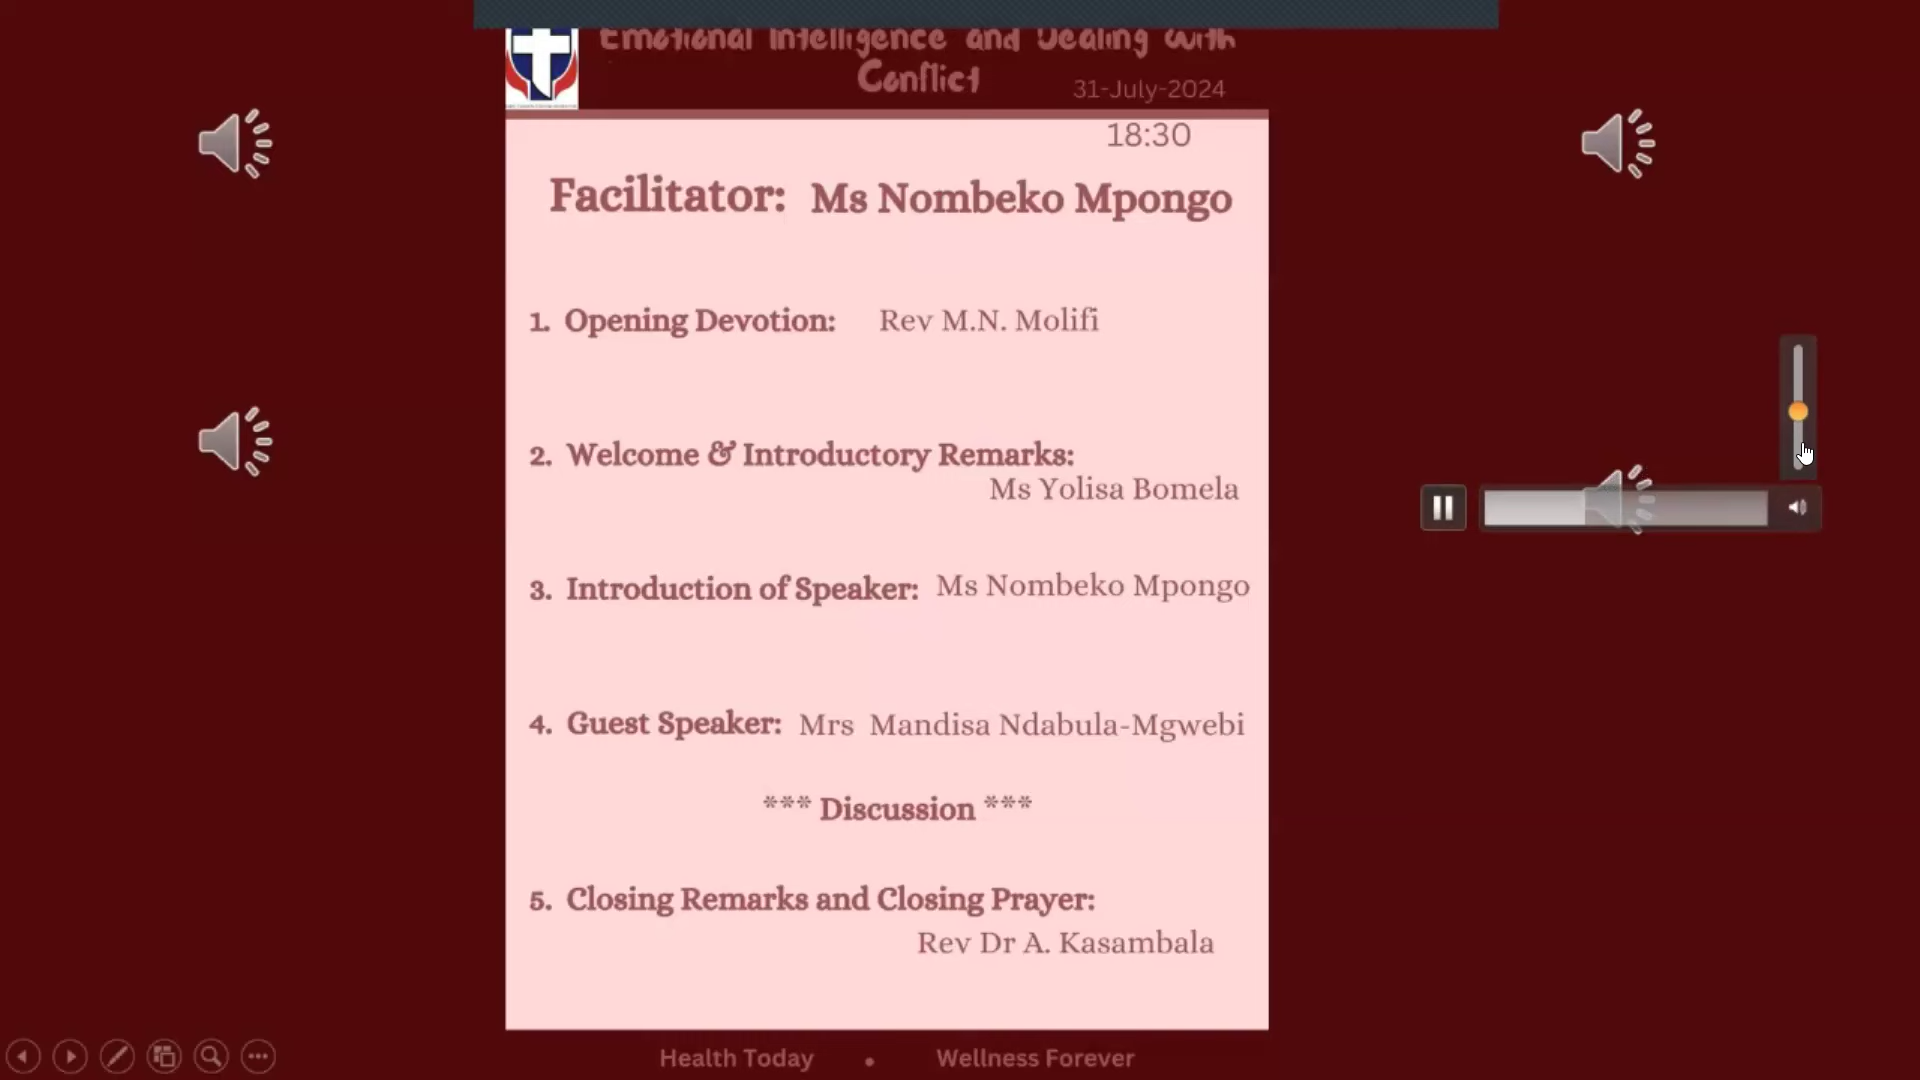 Emotional Intelligence and Dealing with
Conflict
31-July-2024
18:30
Facilitator: Ms Nombeko Mpongo
1. Opening Devotion: Rev M.N. Molifi
2. Welcome & Introductory Remarks:
Ms Yolisa Bomela
3. Introduction of Speaker: Ms Nombeko Mpongo
4. Guest Speaker: Mrs Mandisa Ndabula-Mgwebi
*** Discussion ***
5. Closing Remarks and Closing Prayer:
Rev Dr A. Kasambala
Health Today • Wellness Forever